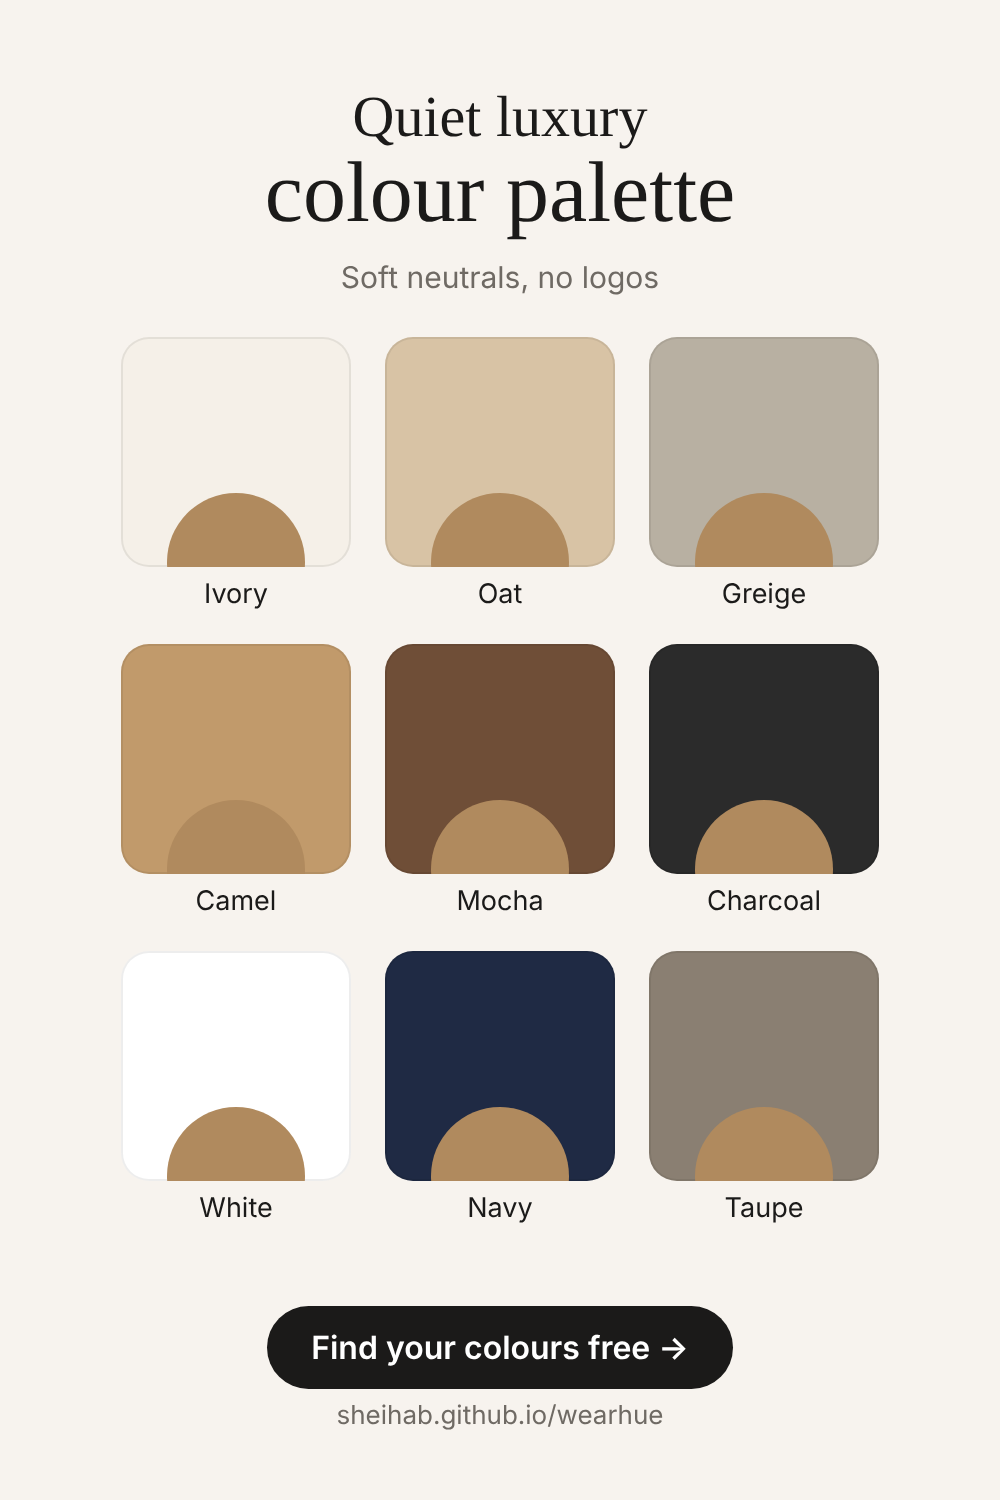 Quiet luxury
colour palette
Soft neutrals, no logos
Ivory
Oat
Greige
Camel
Mocha
Charcoal
White
Navy
Taupe
Find your colours free →
sheihab.github.io/wearhue